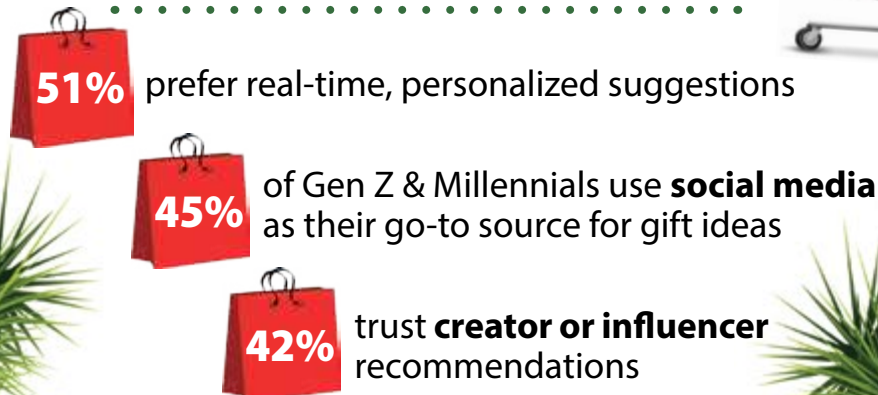 51% prefer real-time, personalized suggestions
45% of Gen Z & Millennials use social media
as their go-to source for gift ideas
42% trust creator or influencer
recommendations